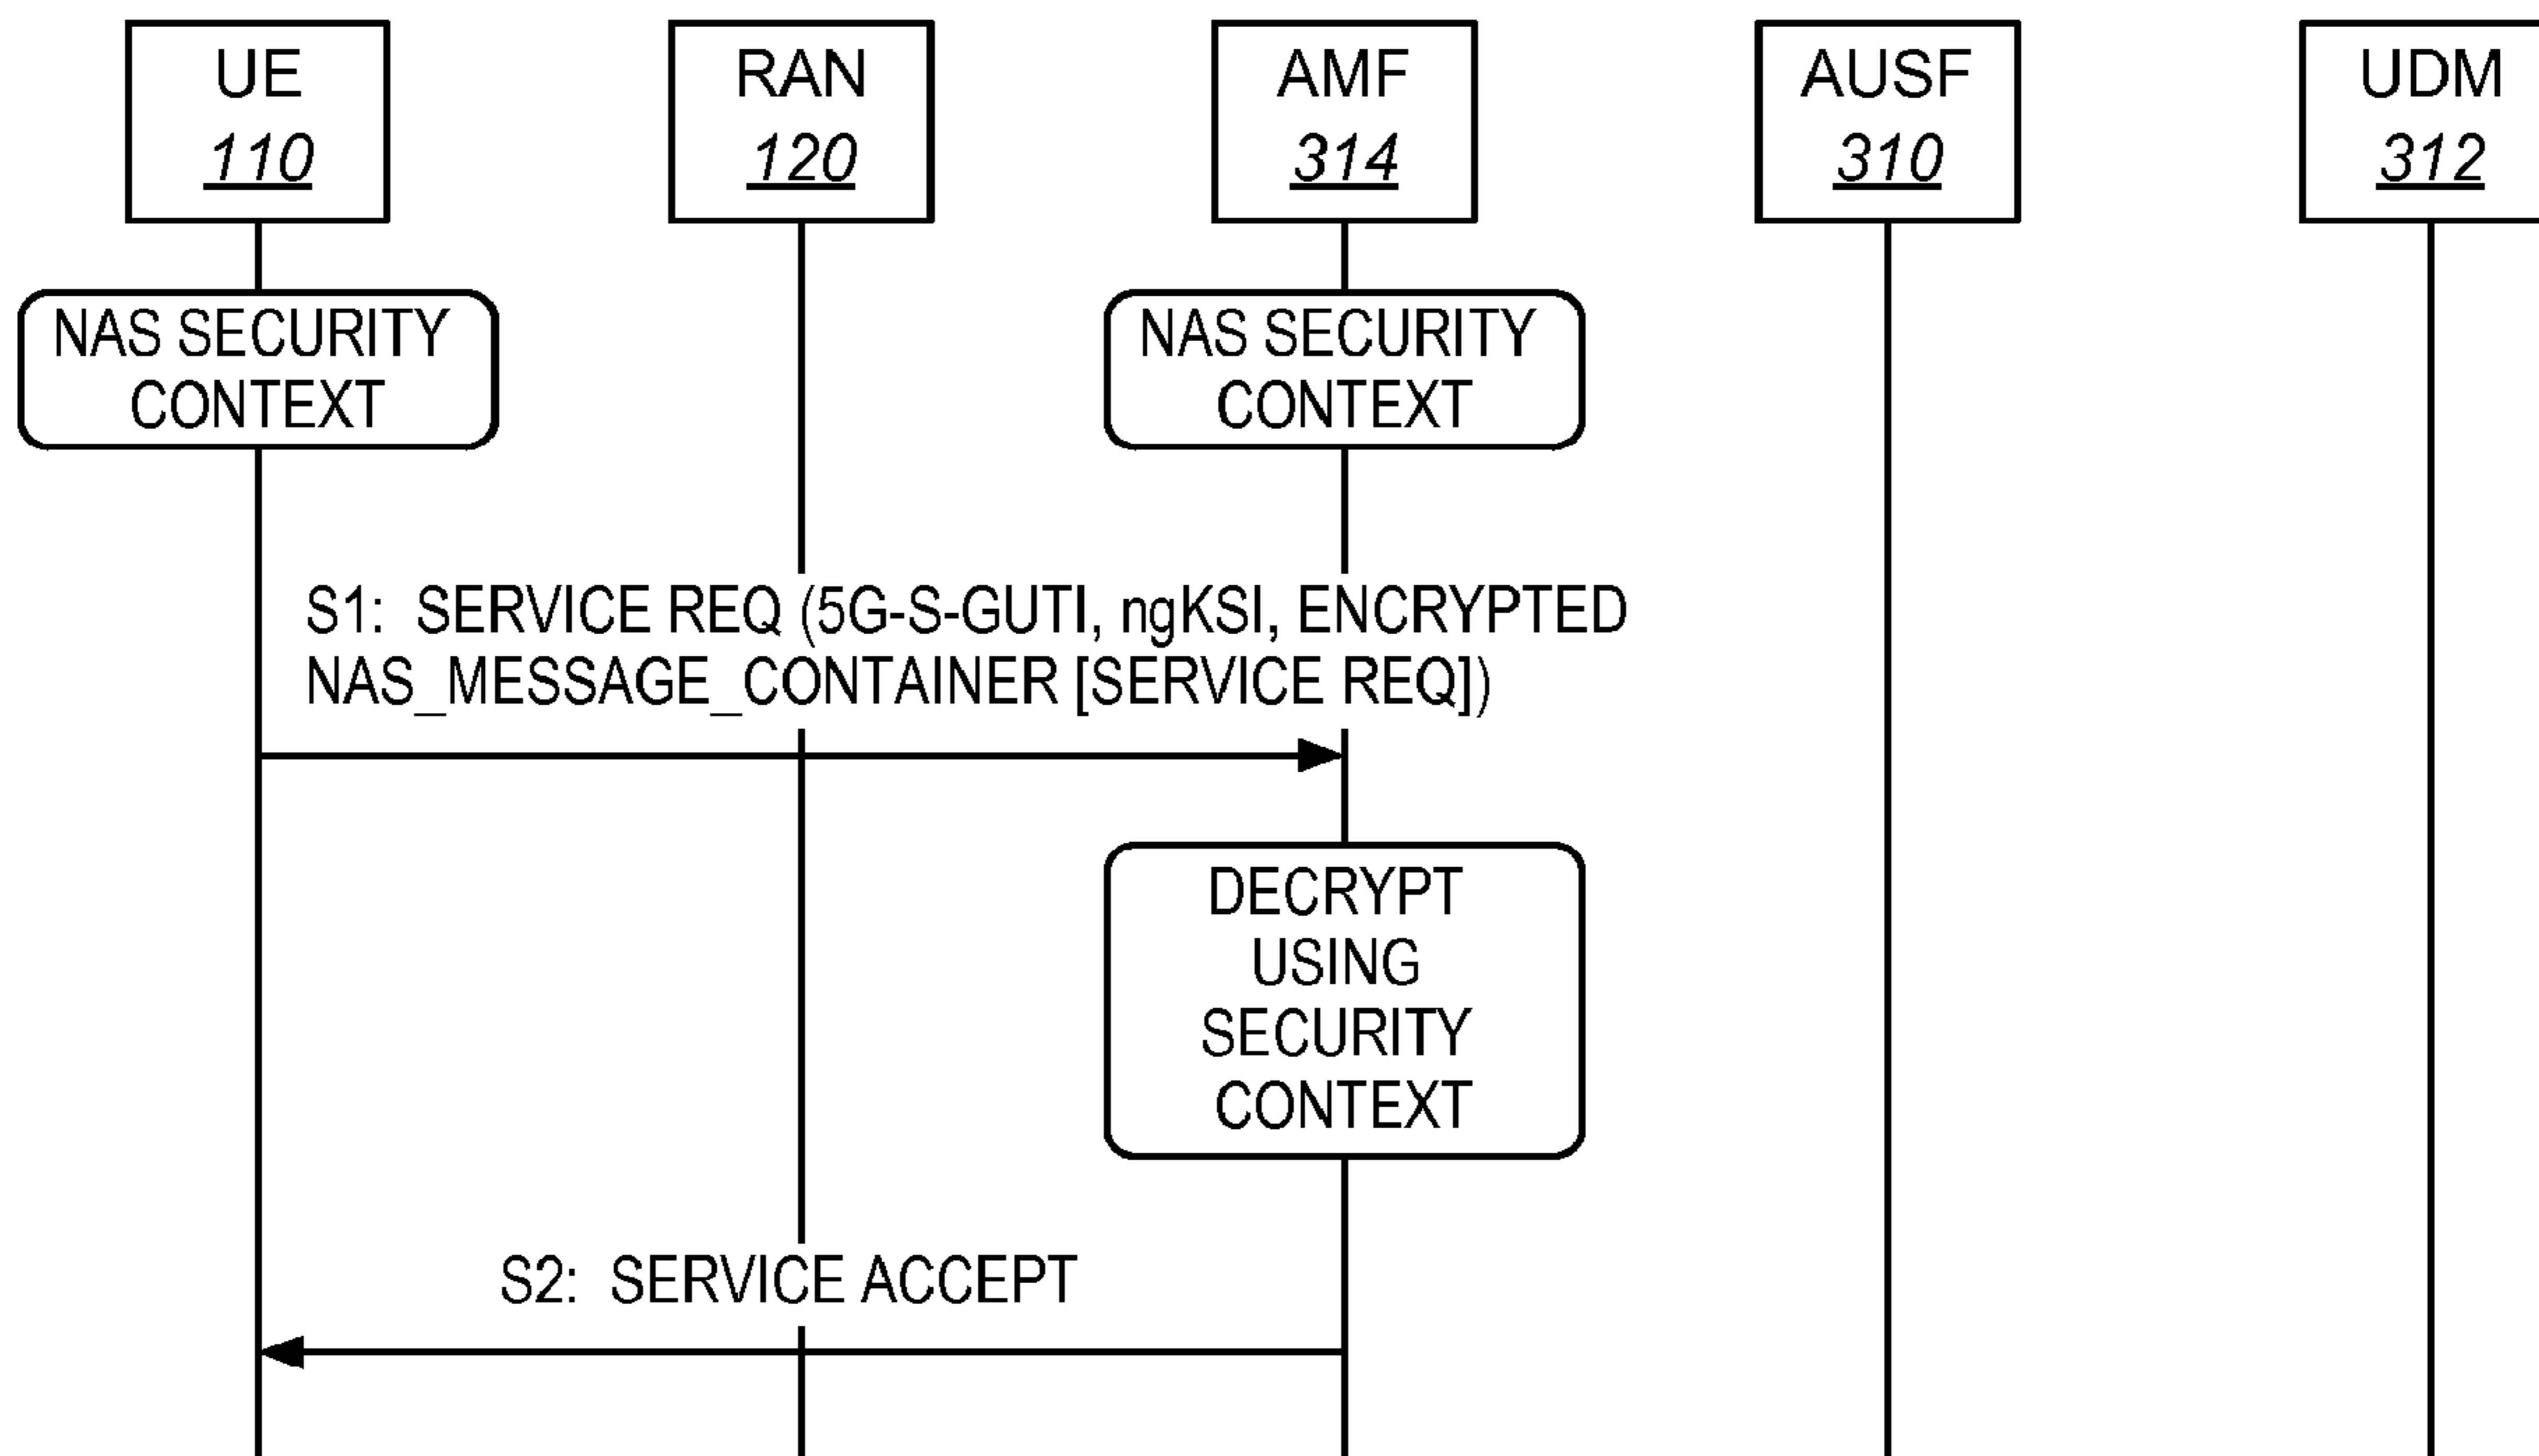 UE
110
RAN
120
AMF
314
AUSF
310
UDM
312
NAS SECURITY
CONTEXT
NAS SECURITY
CONTEXT
S1: SERVICE REQ (5G-S-GUTI, ngKSI, ENCRYPTED
NAS_MESSAGE_CONTAINER [SERVICE REQ])
DECRYPT
USING
SECURITY
CONTEXT
S2: SERVICE ACCEPT